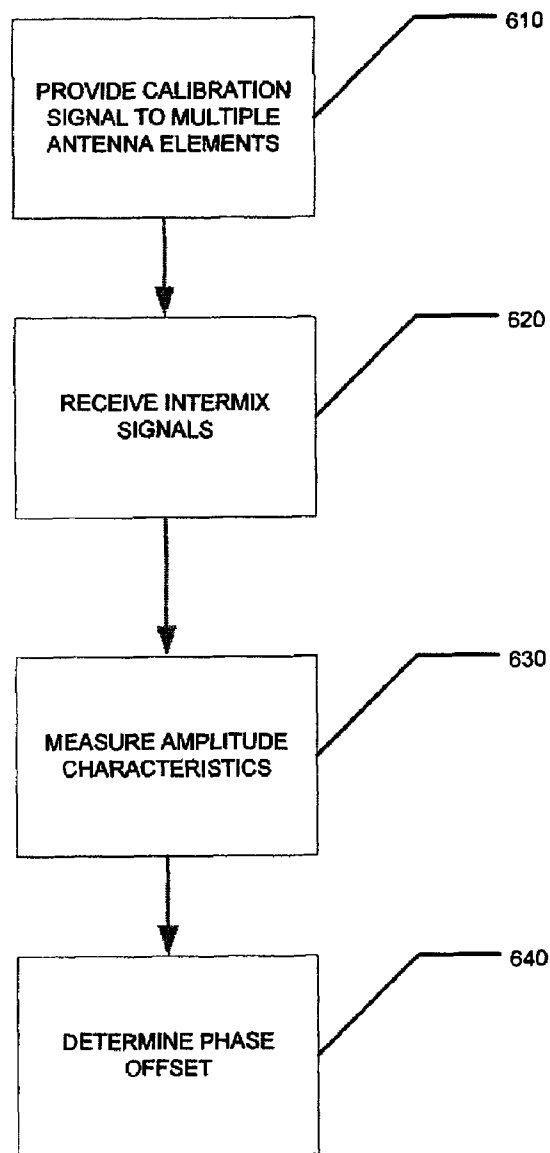 610
PROVIDE CALIBRATION
SIGNAL TO MULTIPLE
ANTENNA ELEMENTS
620
RECEIVE INTERMIX
SIGNALS
630
MEASURE AMPLITUDE
CHARACTERISTICS
640
DETERMINE PHASE
OFFSET